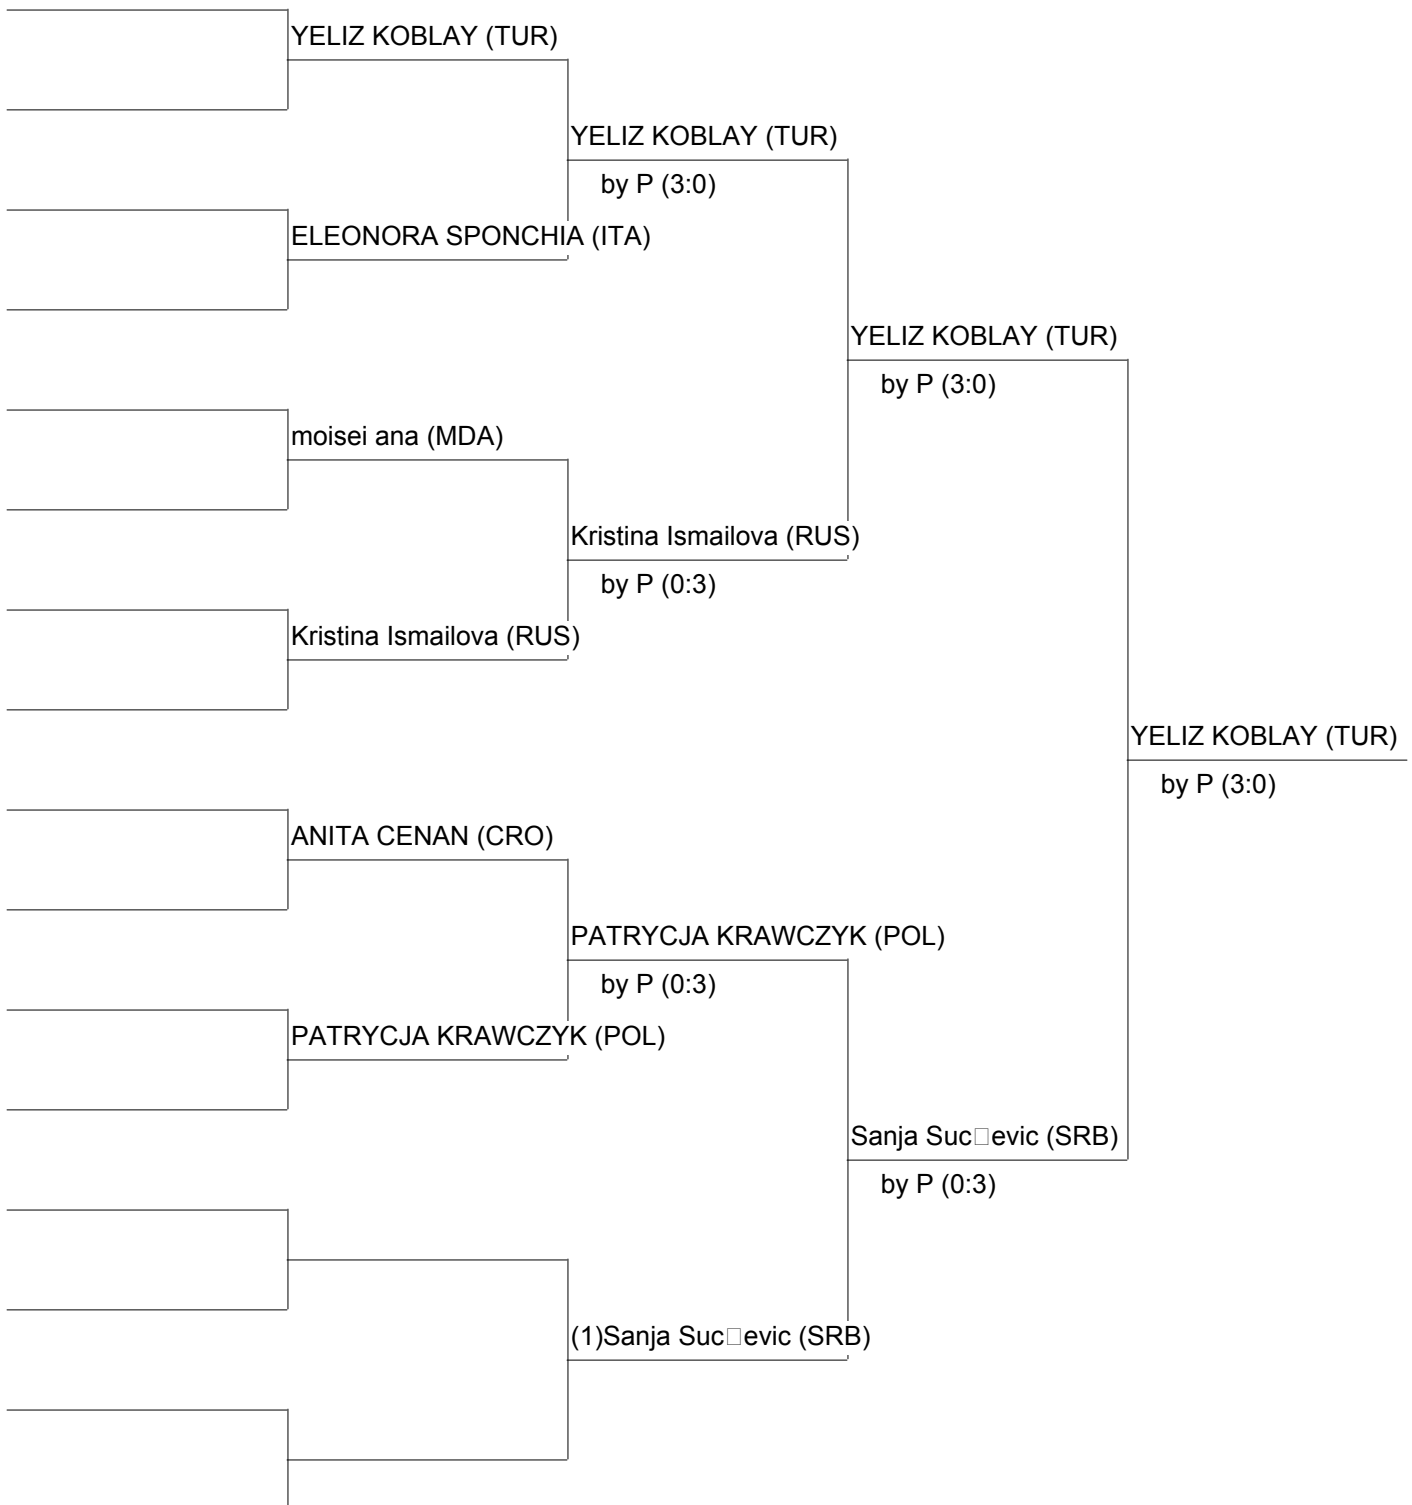 YELIZ KOBLAY (TUR)
YELIZ KOBLAY (TUR)
by P (3:0)
ELEONORA SPONCHIA (ITA)
YELIZ KOBLAY (TUR)
by P (3:0)
moisei ana (MDA)
Kristina Ismailova (RUS)
by P (0:3)
Kristina Ismailova (RUS)
YELIZ KOBLAY (TUR)
by P (3:0)
ANITA CENAN (CRO)
PATRYCJA KRAWCZYK (POL)
by P (0:3)
PATRYCJA KRAWCZYK (POL)
Sanja Suc□evic (SRB)
by P (0:3)
(1)Sanja Suc□evic (SRB)